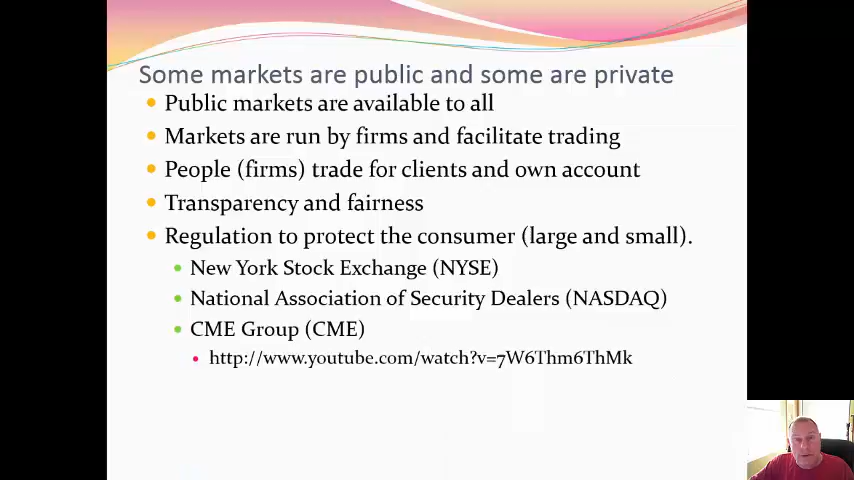 Some markets are public and some are private
Public markets are available to all
Markets are run by firms and facilitate trading
People (firms) trade for clients and own account
Transparency and fairness
Regulation to protect the consumer (large and small).
New York Stock Exchange (NYSE)
National Association of Security Dealers (NASDAQ)
CME Group (CME)
http://www.youtube.com/watch?v=7W6Thm6ThMk